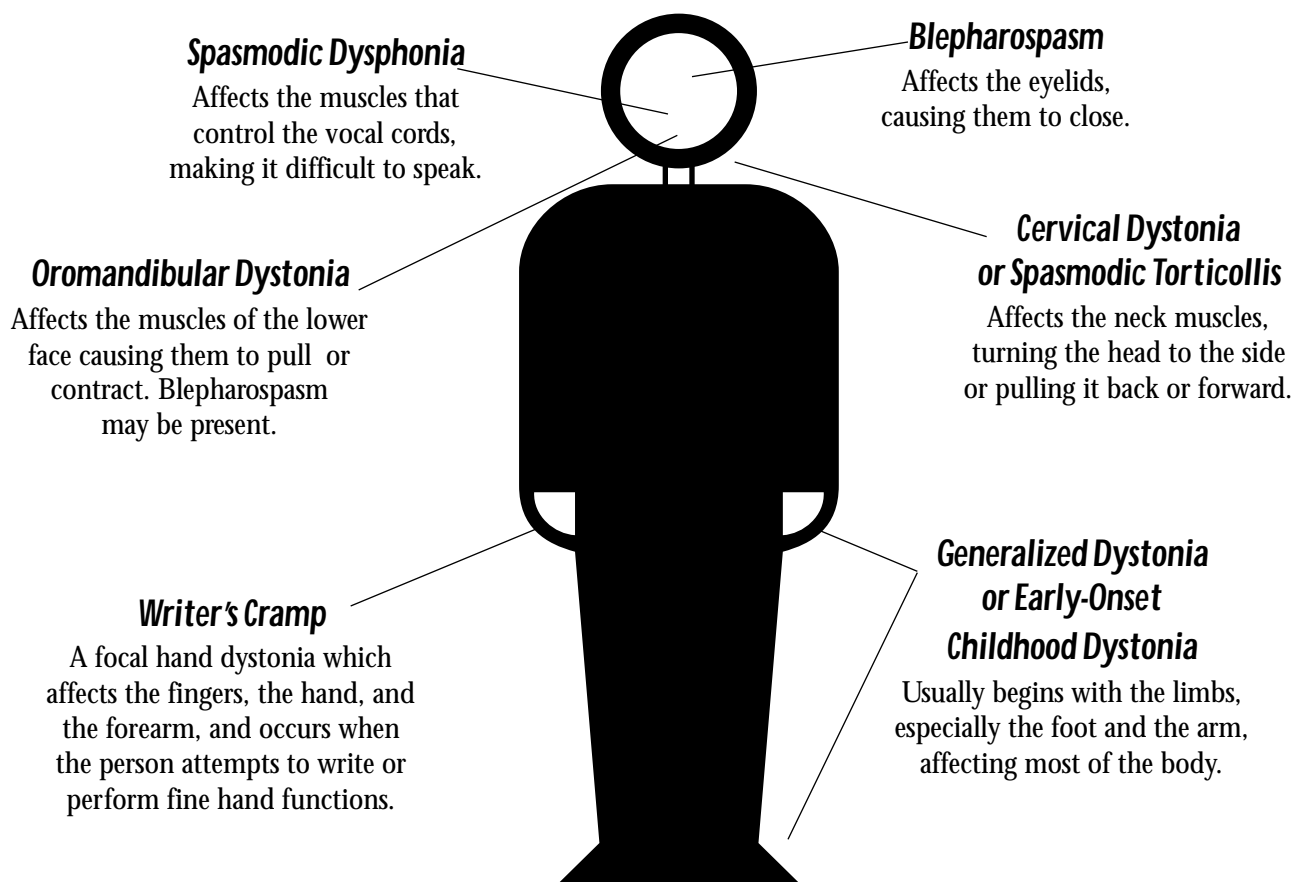 Spasmodic Dysphonia
Affects the muscles that
control the vocal cords,
making it difficult to speak.
Blepharospasm
Affects the eyelids,
causing them to close.
Oromandibular Dystonia
Affects the muscles of the lower
face causing them to pull or
contract. Blepharospasm
may be present.
Cervical Dystonia
or Spasmodic Torticollis
Affects the neck muscles,
turning the head to the side
or pulling it back or forward.
Writer's Cramp
A focal hand dystonia which
affects the fingers, the hand, and
the forearm, and occurs when
the person attempts to write or
perform fine hand functions.
Generalized Dystonia
or Early-Onset
Childhood Dystonia
Usually begins with the limbs,
especially the foot and the arm,
affecting most of the body.